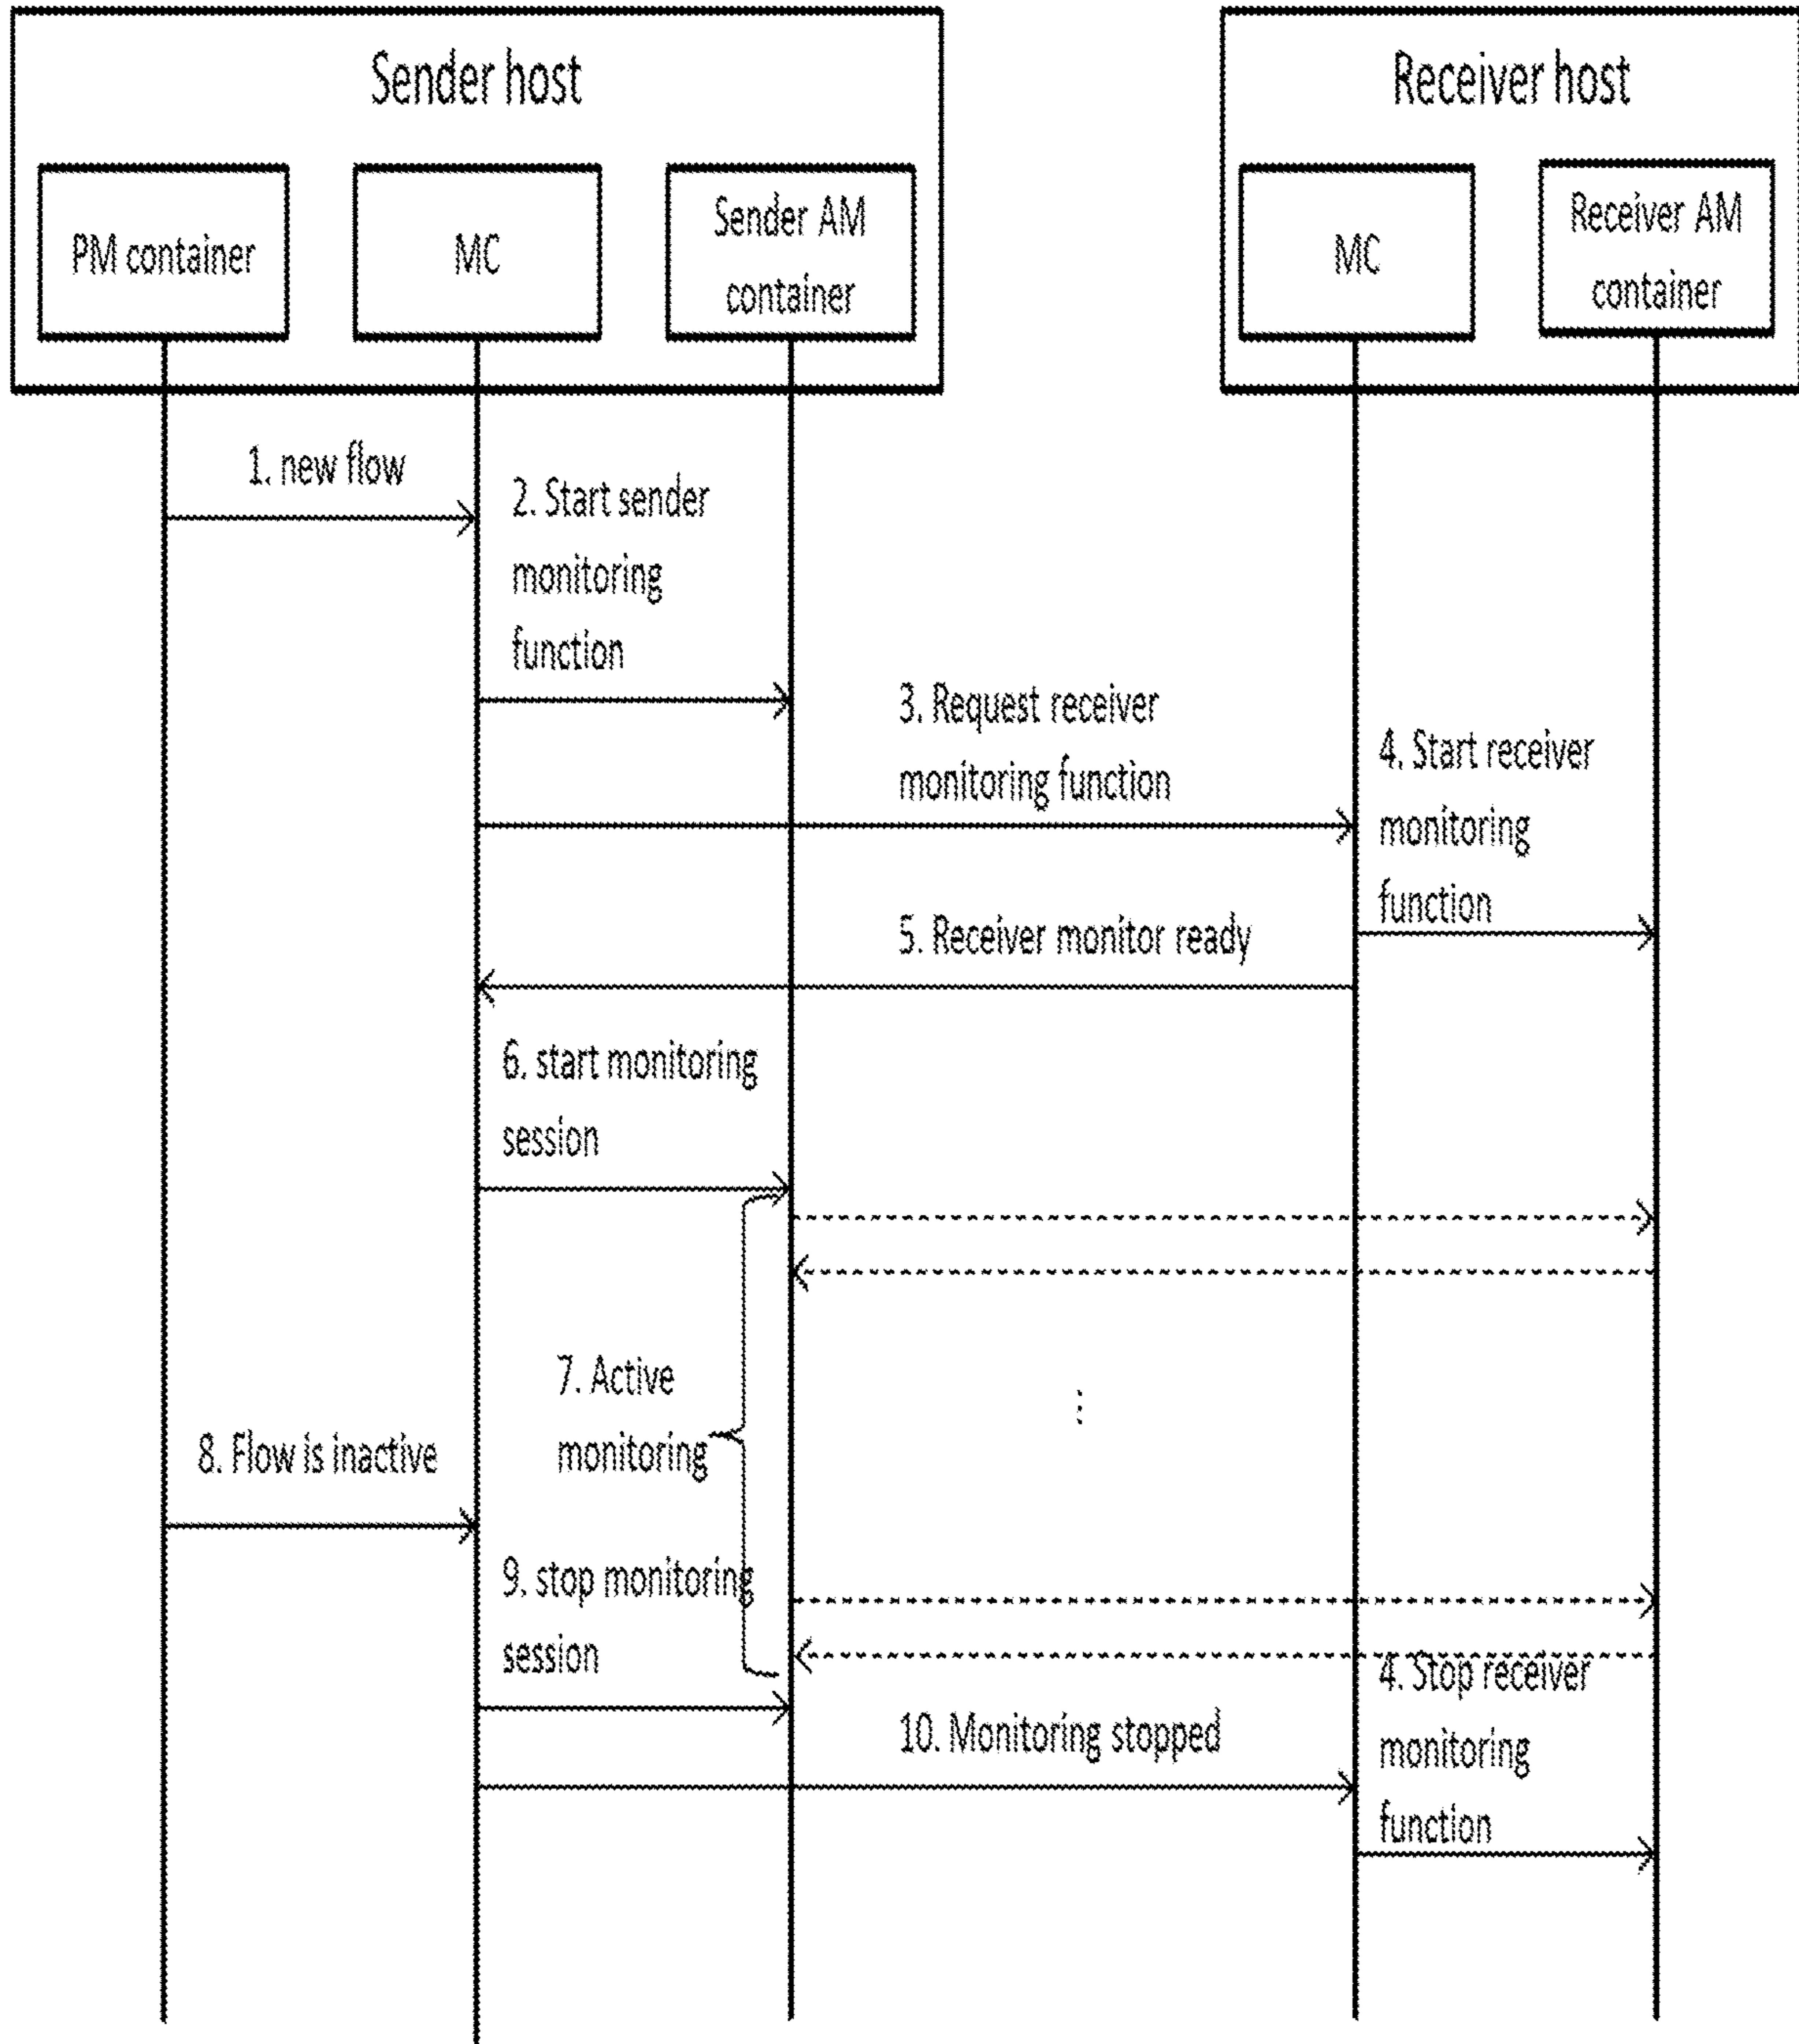 Sender host
Receiver host
PM container
MC
Sender AM
container
MC
Receiver AM
container
1. new flow
2. Start sender
monitoring
function
3. Request receiver
monitoring function
4. Start receiver
monitoring
function
5. Receiver monitor ready
6. start monitoring
session
7. Active
monitoring
8. Flow is inactive
9. stop monitoring
session
4. Stop receiver
monitoring
function
10. Monitoring stopped